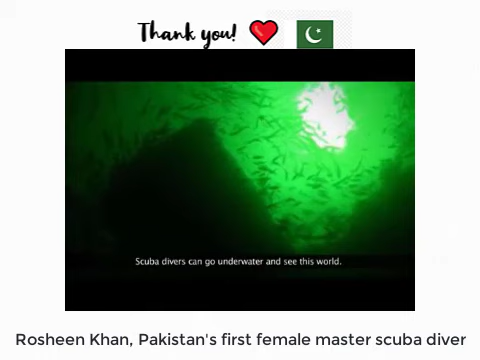 Thank you!
Scuba divers can go underwater and see this world.
Rosheen Khan, Pakistan's first female master scuba diver